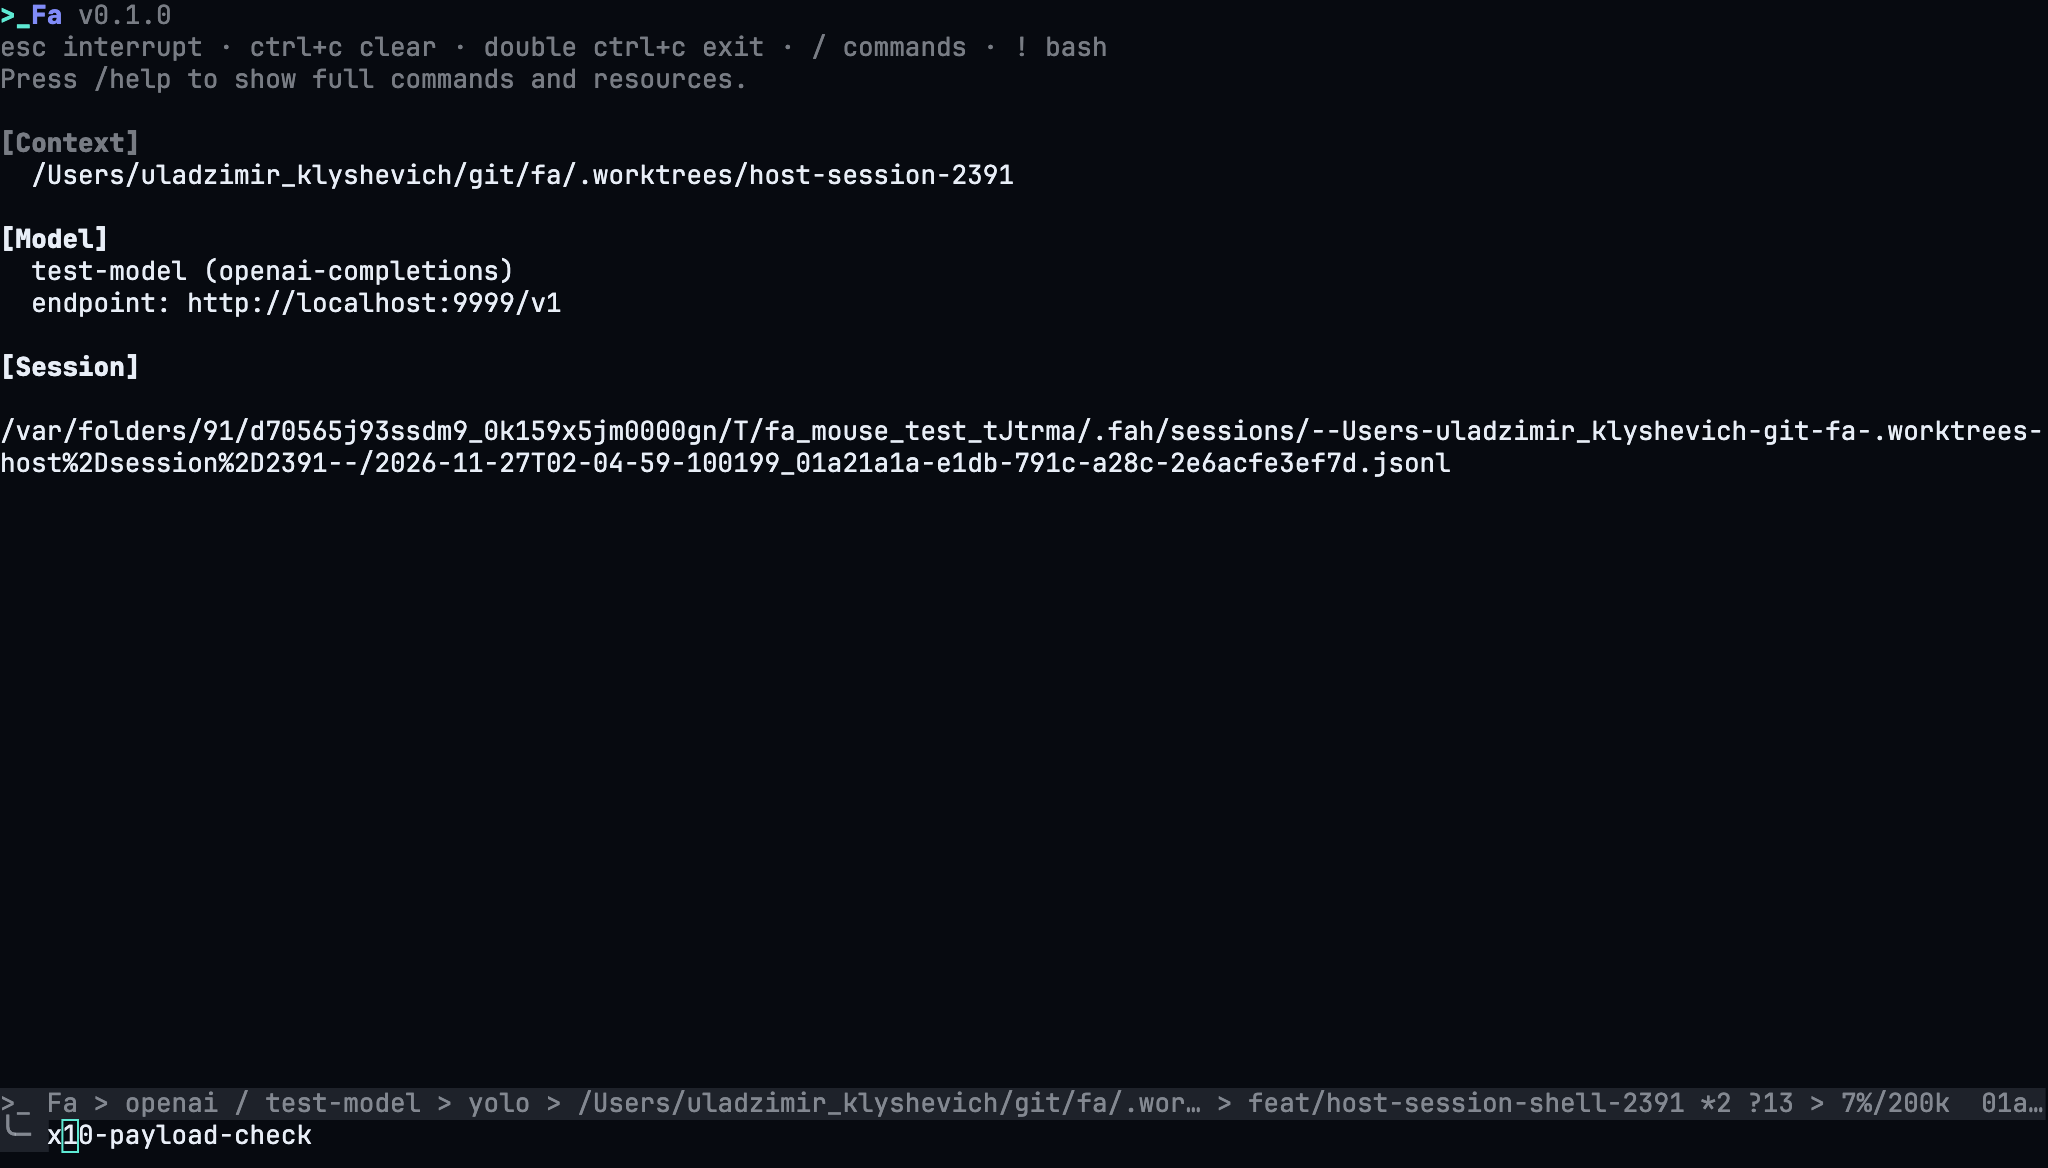 >_Fa v0.1.0
esc interrupt · ctrl+c clear · double ctrl+c exit · / commands · ! bash
Press /help to show full commands and resources.
[Context]
/Users/uladzimir_klyshevich/git/fa/.worktrees/host-session-2391
[Model]
test-model (openai-completions)
endpoint: http://localhost:9999/v1
[Session]
/var/folders/91/d70565j93ssdm9_0k159x5jm0000gn/T/fa_mouse_test_tJtrma/.fah/sessions/--Users-uladzimir_klyshevich-git-fa-.worktrees-
host%2Dsession%2D2391--/2026-11-27T02-04-59-100199_01a21a1a-e1db-791c-a28c-2e6acfe3ef7d.jsonl
>_ Fa > openai / test-model > yolo > /Users/uladzimir_klyshevich/git/fa/.wor… > feat/host-session-shell-2391 *2 ?13 > 7%/200k 01a…
x10-payload-check